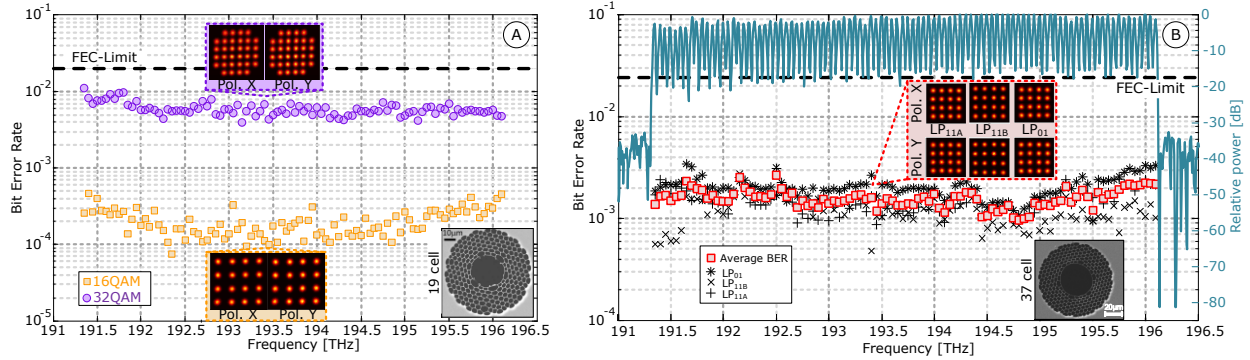 A
10⁻¹
10⁻²
10⁻³
10⁻⁴
10⁻⁵
Bit Error Rate
FEC-Limit
Pol. X Pol. Y
16QAM
32QAM
Pol. X Pol. Y
19 cell
10μm
191 191.5 192 192.5 193 193.5 194 194.5 195 195.5 196 196.5
Frequency [THz]
B
10⁻¹
10⁻²
10⁻³
10⁻⁴
Bit Error Rate
FEC-Limit
Pol. X
LP11A LP11B LP01
Pol. Y
Average BER
LP01
LP11B
LP11A
37 cell
20μm
0
-10
-20
-30
-40
-50
-60
-70
-80
Relative power [dB]
191 191.5 192 192.5 193 193.5 194 194.5 195 195.5 196 196.5
Frequency [THz]